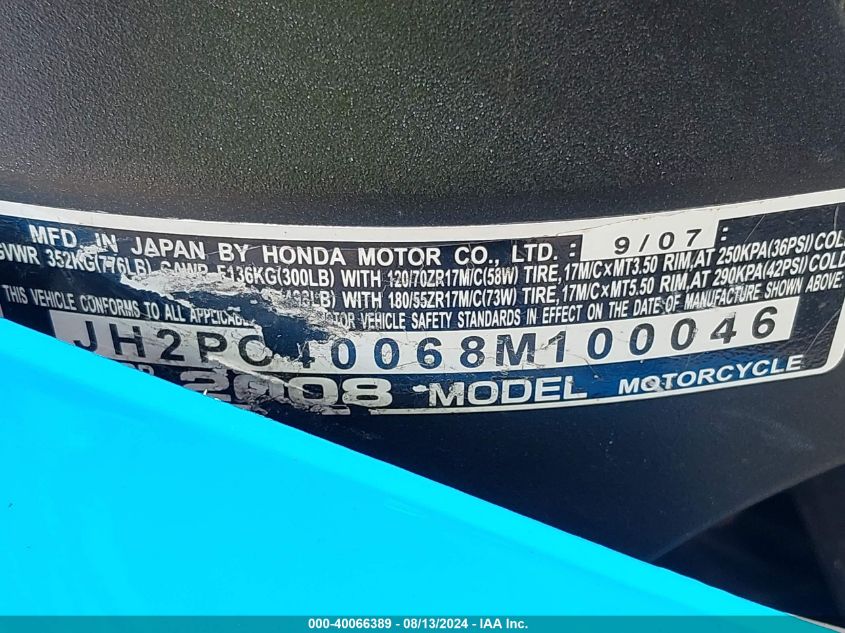 MFD. IN JAPAN BY HONDA MOTOR CO., LTD.: 9/07 :
GVWR 352KG(776LB) GAWR F136KG(300LB) WITH 120/70ZR17M/C(58W) TIRE,17M/C×MT3.50 RIM,AT 250KPA(36PSI)COLD
WITH 180/55ZR17M/C(73W) TIRE,17M/C×MT5.50 RIM,AT 290KPA(42PSI)COLD
THIS VEHICLE CONFORMS TO ALL APPLICABLE MOTOR VEHICLE SAFETY STANDARDS IN EFFECT ON THE DATE OF MANUFACTURE SHOWN ABOVE.
JH2PC40068M100046
2008 MODEL MOTORCYCLE
000-40066389 - 08/13/2024 - IAA Inc.